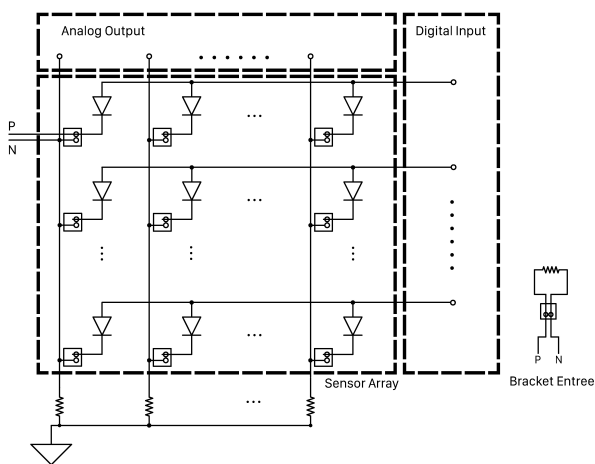 Analog Output
Digital Input
P
N
Sensor Array
P N
Bracket Entree